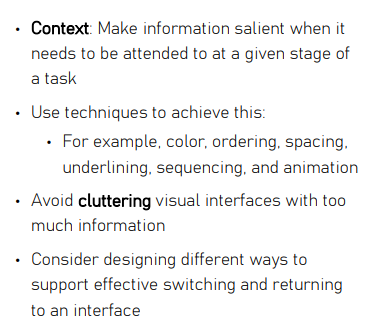 • Context: Make information salient when it
needs to be attended to at a given stage of
a task
• Use techniques to achieve this:
• For example, color, ordering, spacing,
underlining, sequencing, and animation
• Avoid cluttering visual interfaces with too
much information
• Consider designing different ways to
support effective switching and returning
to an interface